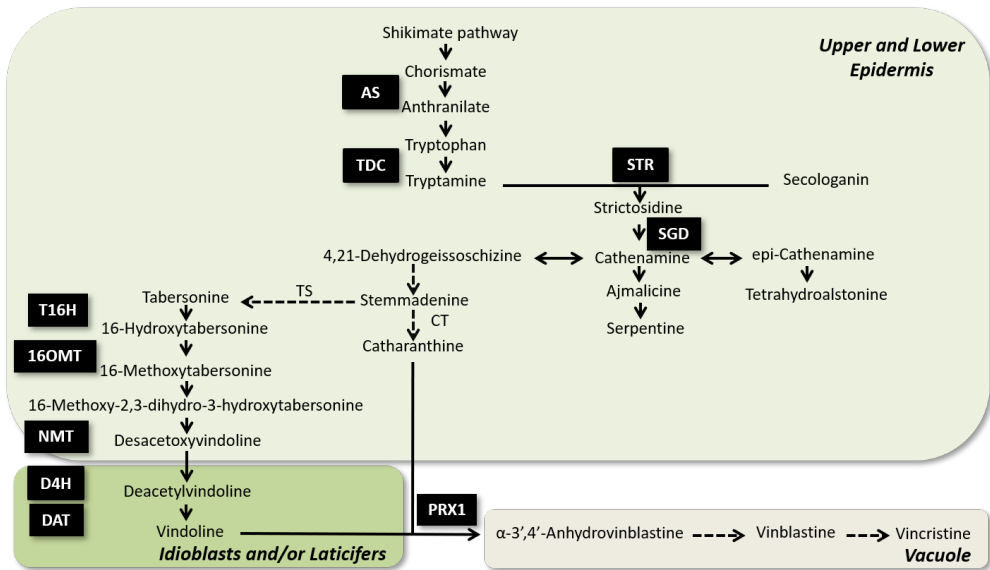 Shikimate pathway
Upper and Lower
Epidermis
Chorismate
AS
Anthranilate
Tryptophan
TDC
STR
Tryptamine
Secologanin
Strictosidine
SGD
4,21-Dehydrogeissoschizine
Cathenamine
epi-Cathenamine
Ajmalicine
Tetrahydroalstonine
Serpentine
Tabersonine
TS
Stemmadenine
T16H
CT
16-Hydroxytabersonine
Catharanthine
16OMT
16-Methoxytabersonine
16-Methoxy-2,3-dihydro-3-hydroxytabersonine
NMT
Desacetoxyvindoline
D4H
Deacetylvindoline
DAT
PRX1
Vindoline
α-3’,4’-Anhydrovinblastine
Vinblastine
Vincristine
Idioblasts and/or Laticifers
Vacuole